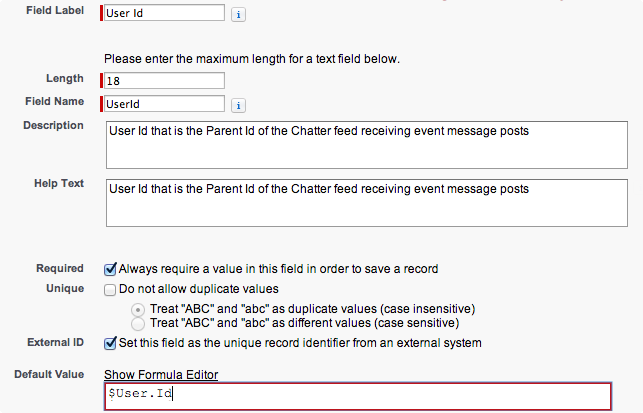 Field Label User Id i
Please enter the maximum length for a text field below.
Length 18
Field Name UserId i
Description User Id that is the Parent Id of the Chatter feed receiving event message posts
Help Text User Id that is the Parent Id of the Chatter feed receiving event message posts
Required Always require a value in this field in order to save a record
Unique Do not allow duplicate values
Treat "ABC" and "abc" as duplicate values (case insensitive)
Treat "ABC" and "abc" as different values (case sensitive)
External ID Set this field as the unique record identifier from an external system
Default Value Show Formula Editor
$User.Id